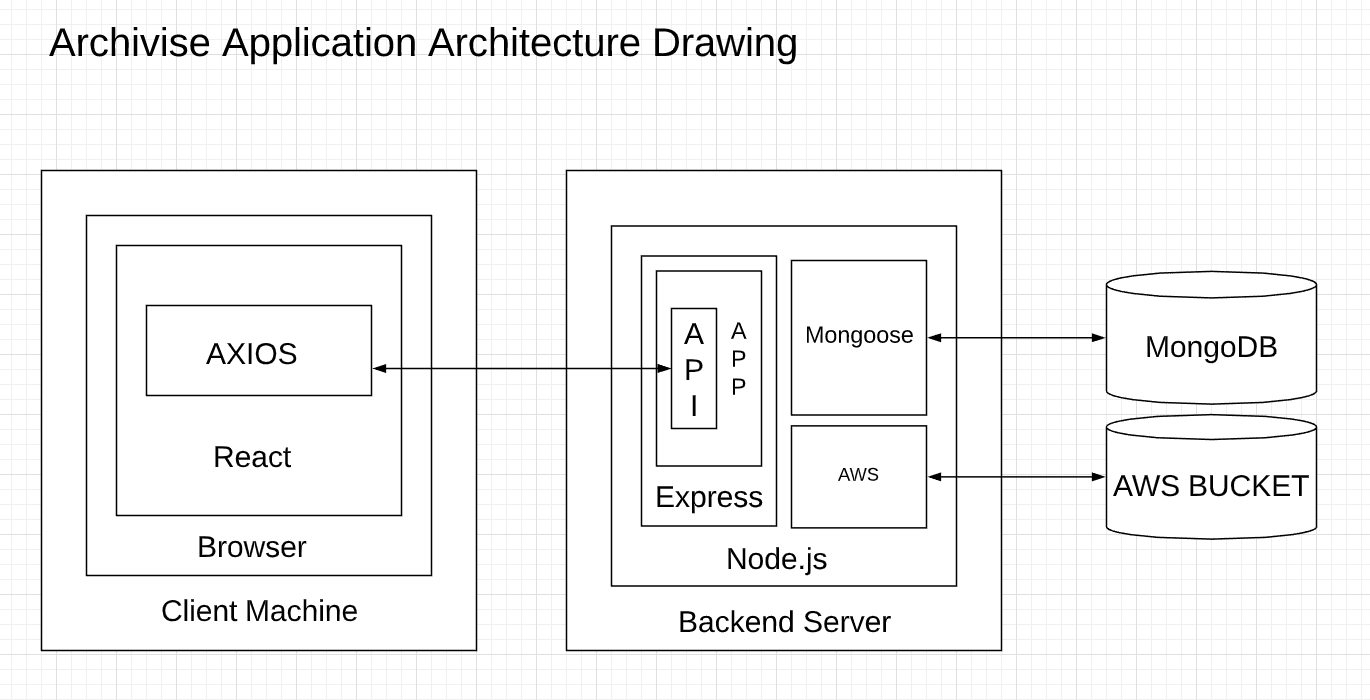 Archivise Application Architecture Drawing
AXIOS
React
Browser
Client Machine
A
P
I
A
P
P
Express
Mongoose
AWS
Node.js
Backend Server
MongoDB
AWS BUCKET